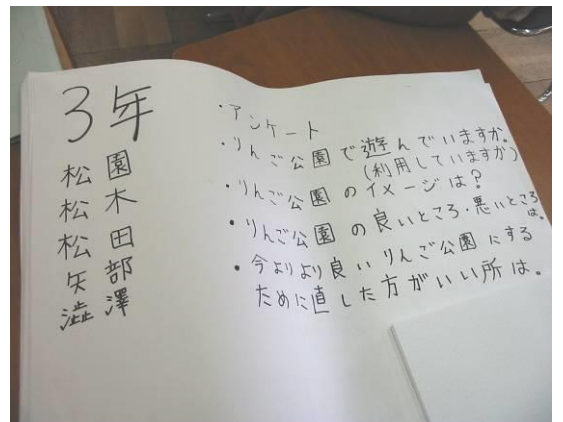 3年
松園
松木
松田
矢部
澁澤
・アンケート
・りんご公園で遊んでいますか。
(利用していますか)
・りんご公園のイメージは?
・りんご公園の良いところ・悪いところは。
・今よりより良いりんご公園にする
ために直した方がいい所は。